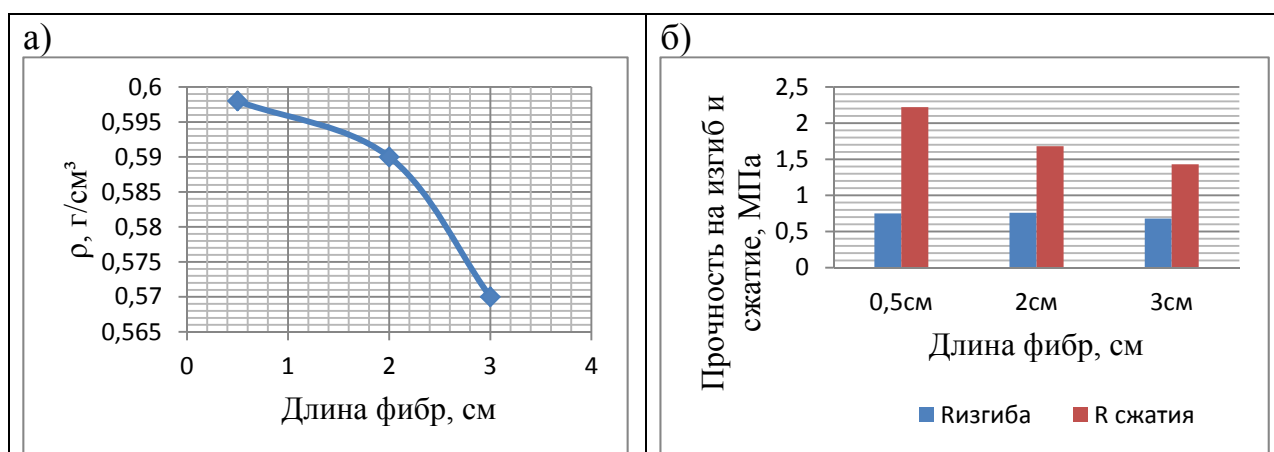 а)
0,6
0,595
0,59
0,585
0,58
0,575
0,57
0,565
ρ, г/см³
0 1 2 3 4
Длина фибр, см
б)
Прочность на изгиб и
сжатие, МПа
2,5
2
1,5
1
0,5
0
0,5см 2см 3см
Длина фибр, см
Rизгиба R сжатия